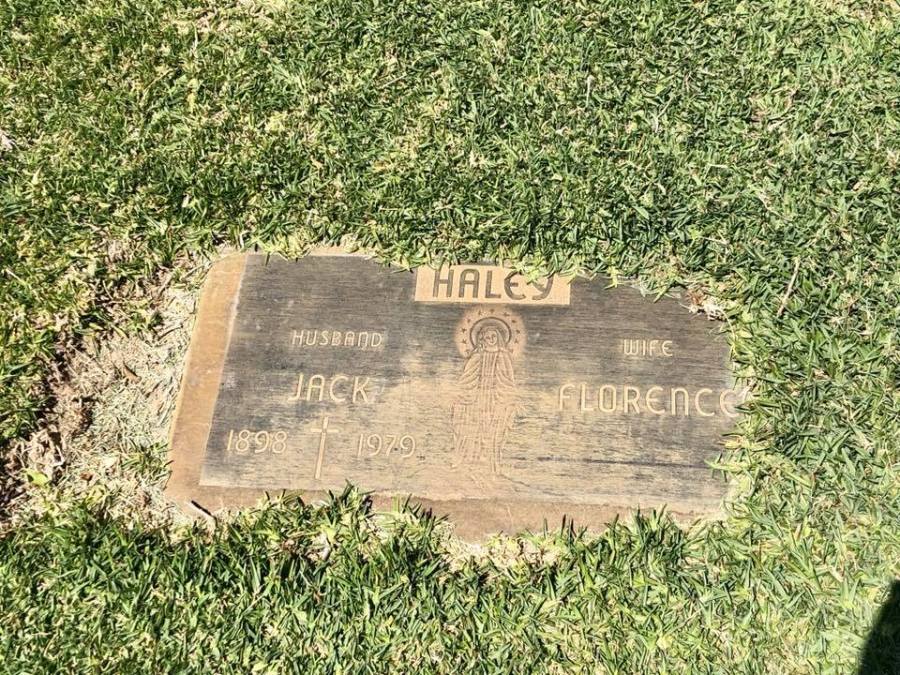 HALEY
HUSBAND
WIFE
JACK
FLORENCE
1898 1979